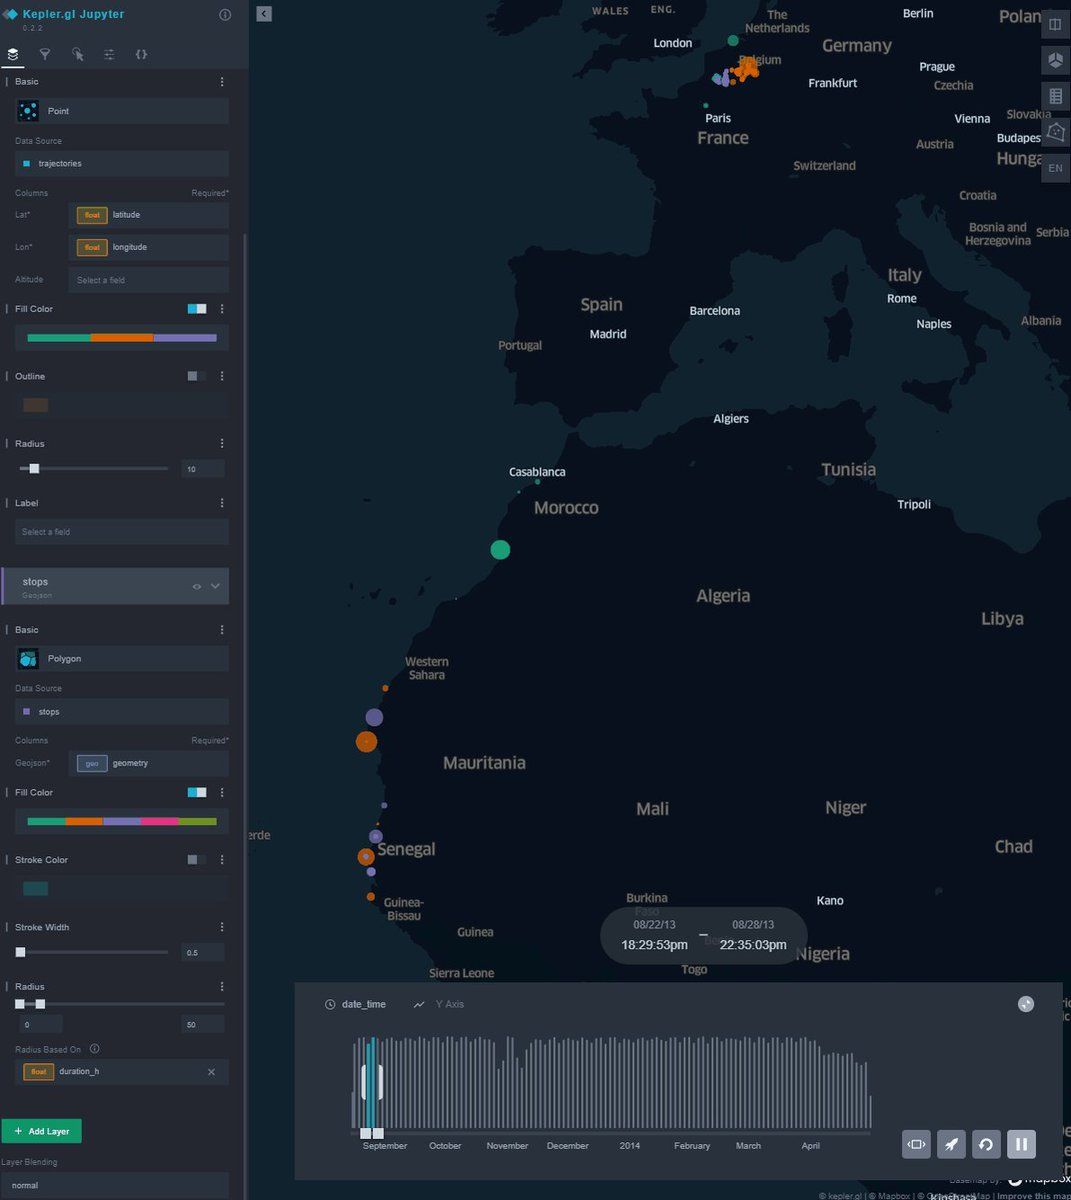 Kepler.gl Jupyter
0.2.2
Basic
Point
Data Source
trajectories
Columns
Required*
Lat*
float
latitude
Lon*
float
longitude
Altitude
Select a field
Fill Color
Outline
Radius
10
Label
Select a field
stops
Geojson
Basic
Polygon
Data Source
stops
Columns
Required*
Geojson*
geo
geometry
Fill Color
Stroke Color
Stroke Width
0.5
Radius
0
50
Radius Based On
float
duration_h
+ Add Layer
Layer Blending
normal
WALES
ENG.
The
Netherlands
Berlin
Polan
London
Germany
Belgium
Prague
Frankfurt
Czechia
Paris
France
Vienna
Slovakia
Austria
Budapes
Hunga
Switzerland
EN
Croatia
Bosnia and
Herzegovina
Serbia
Italy
Spain
Rome
Barcelona
Naples
Albania
Madrid
Portugal
Algiers
Casablanca
Tunisia
Morocco
Tripoli
Algeria
Libya
Western
Sahara
Mauritania
Mali
Niger
erde
Senegal
Chad
Guinea-
Bissau
Burkina
Faso
Kano
Guinea
08/22/13
18:29:53pm
–
08/28/13
22:35:03pm
Nigeria
Sierra Leone
Togo
date_time
Y Axis
September
October
November
December
2014
February
March
April
Basemap by:
mapbox
Kinshasa
© kepler.gl | © Mapbox | © OpenStreetMap | Improve this map